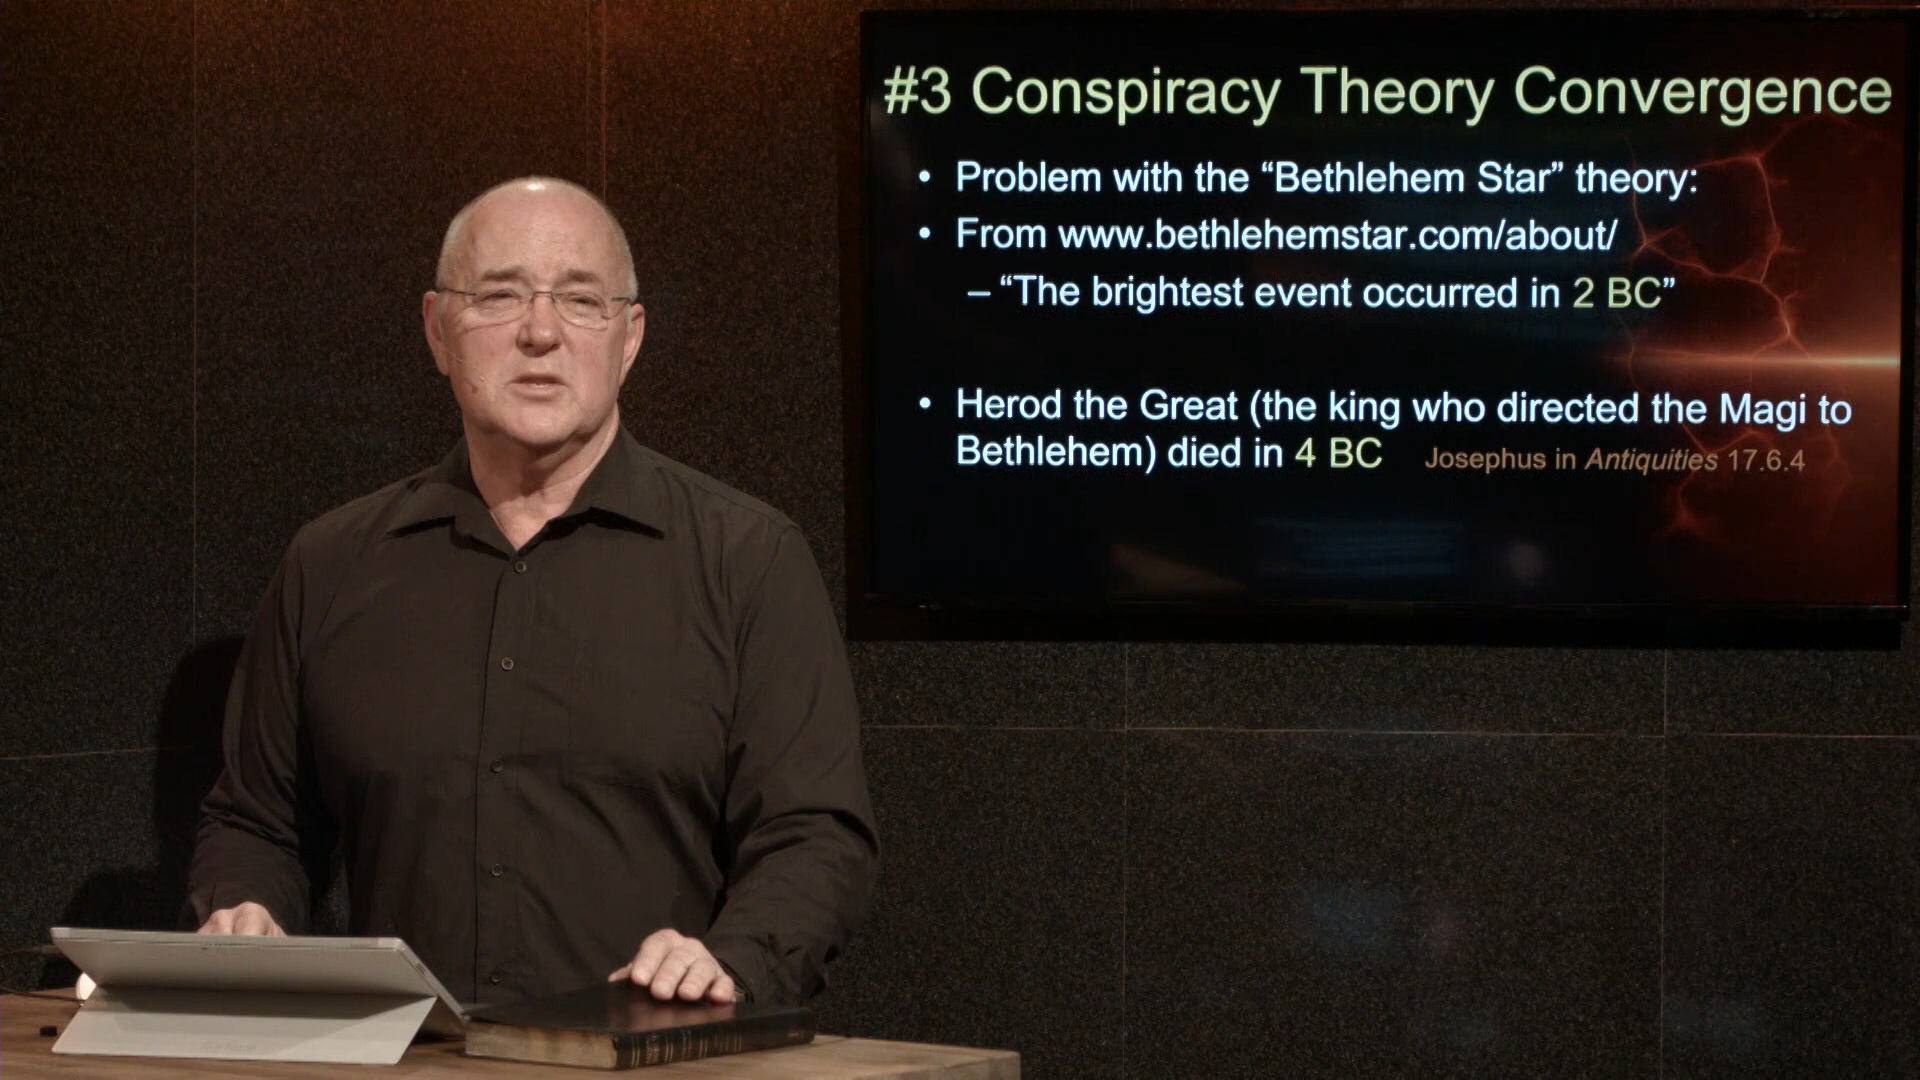 #3 Conspiracy Theory Convergence
• Problem with the “Bethlehem Star” theory:
• From www.bethlehemstar.com/about/
– “The brightest event occurred in 2 BC”
• Herod the Great (the king who directed the Magi to
Bethlehem) died in 4 BC Josephus in Antiquities 17.6.4